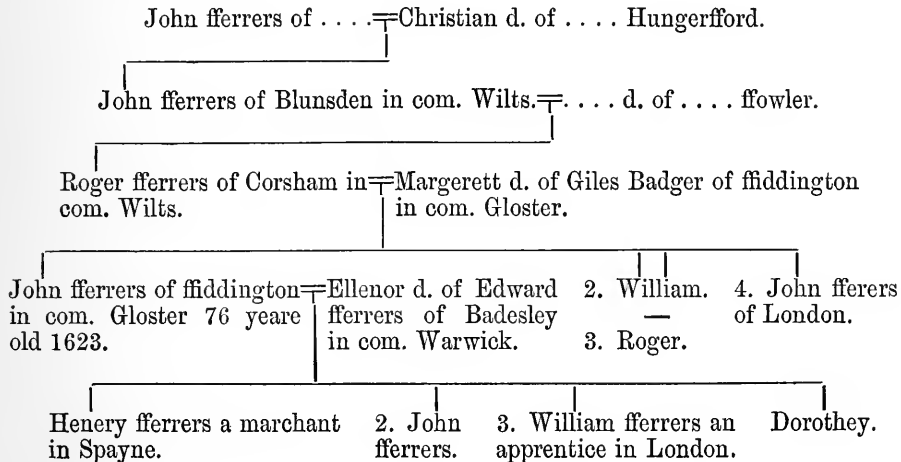 John fferrers of . . . . Christian d. of . . . . Hungerfford.
John fferrers of Blunsden in com. Wilts. . . . . d. of . . . . ffowler.
Roger fferrers of Corsham in
com. Wilts.
Margerett d. of Giles Badger of ffiddington
in com. Gloster.
John fferrers of ffiddington
in com. Gloster 76 yeare
old 1623.
Ellenor d. of Edward
fferrers of Badesley
in com. Warwick.
2. William.
3. Roger.
4. John fferers
of London.
Henery fferrers a marchant
in Spayne.
2. John
fferrers.
3. William fferrers an
apprentice in London.
Dorothey.